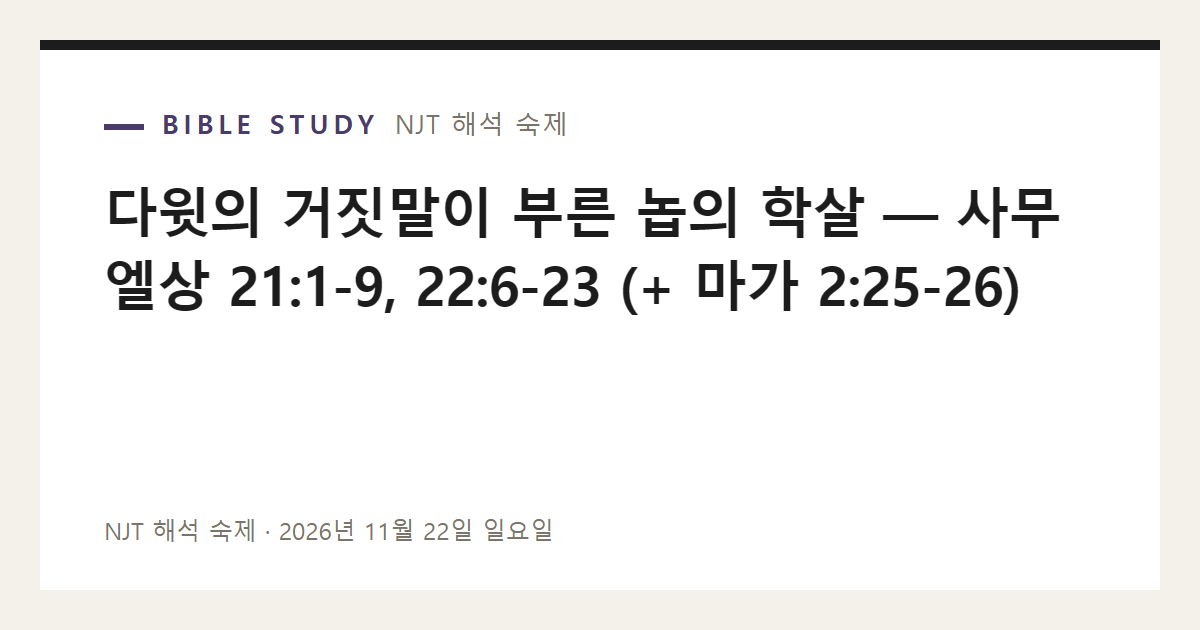 BIBLE STUDY NJT 해석 숙제
다윗의 거짓말이 부른 놉의 학살 — 사무
엘상 21:1-9, 22:6-23 (+ 마가 2:25-26)
NJT 해석 숙제 · 2026년 11월 22일 일요일